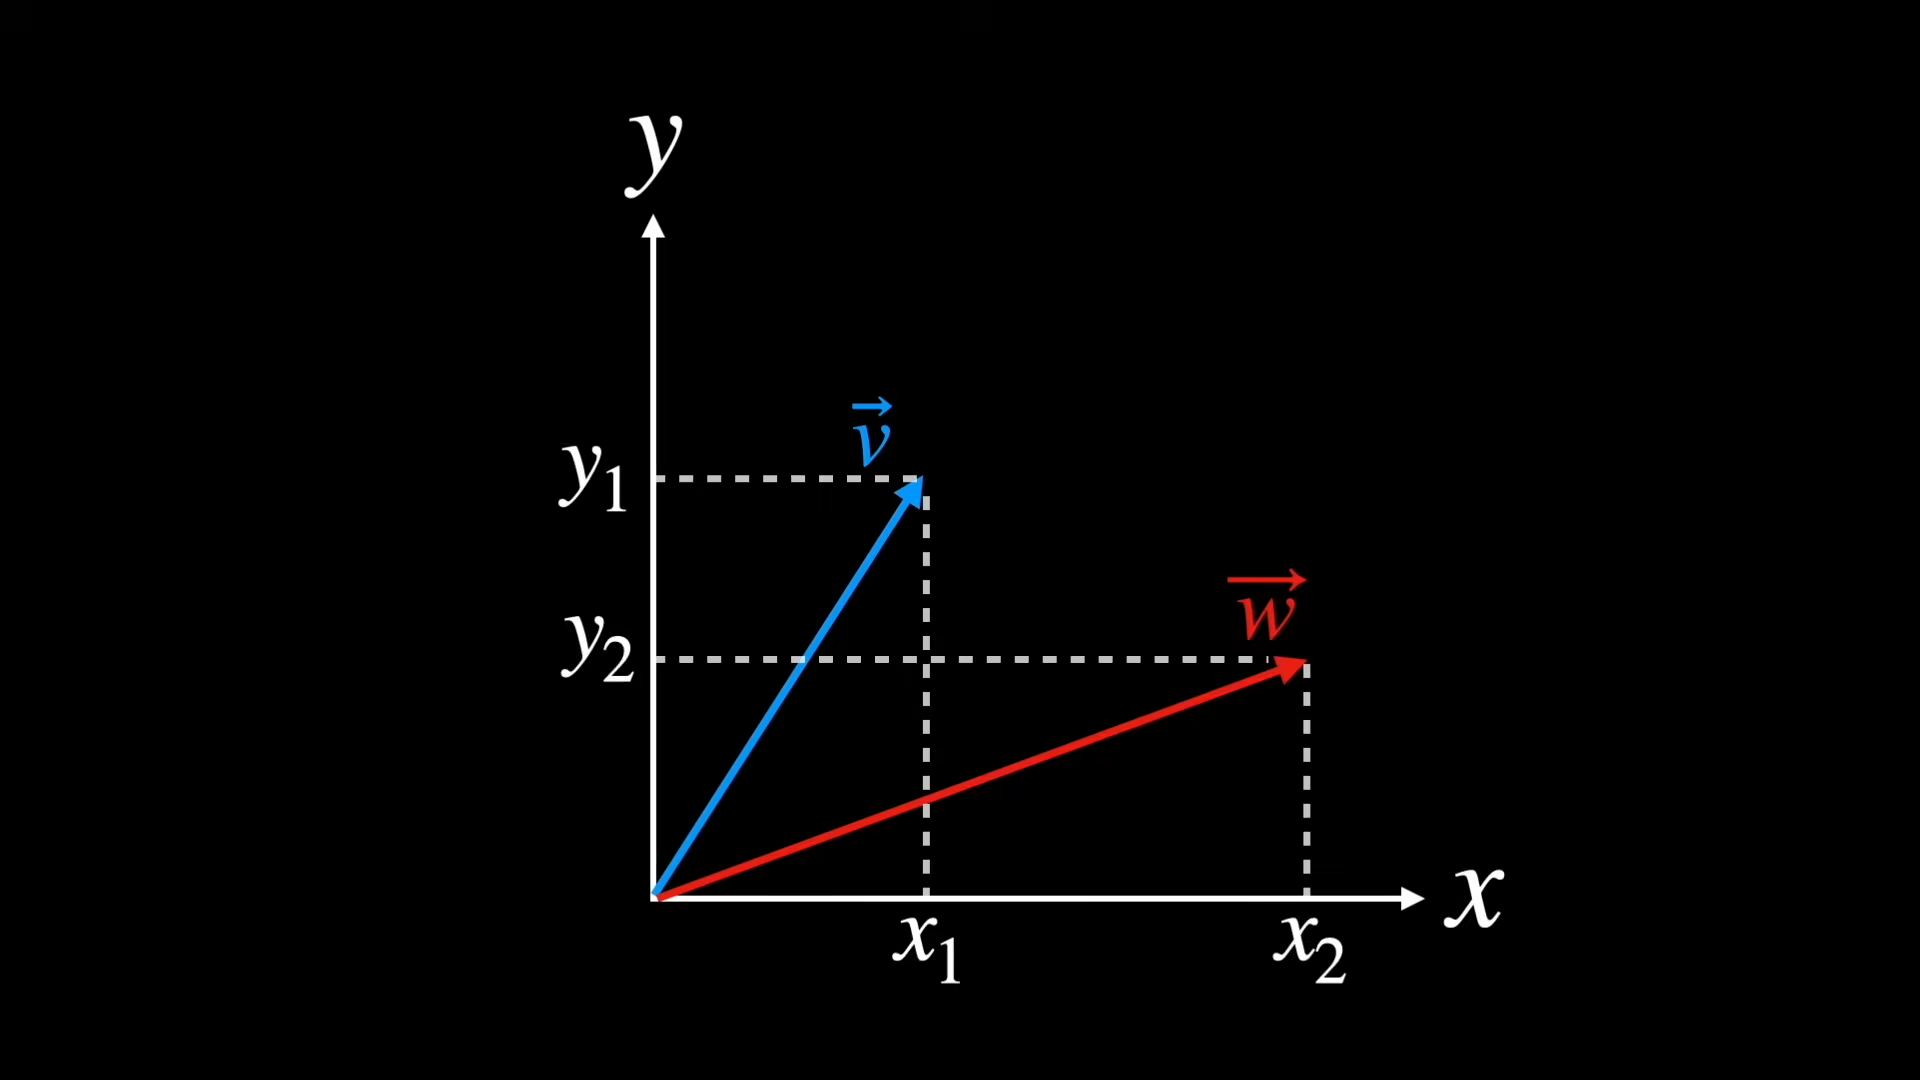 y
v⃗
y₁
w⃗
y₂
x
x₁ x₂